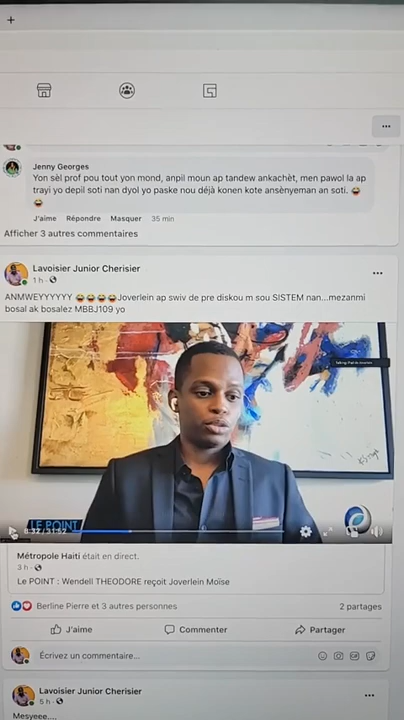 Jenny Georges
Yon sèl prof pou tout yon mond, anpil moun ap tandew ankachèt, men pawol la ap
trayi yo depil soti nan dyol yo paske nou déjà konen kote ansènyeman an soti.
J'aime Répondre Masquer 35 min
Afficher 3 autres commentaires
Lavoisier Junior Cherisier
1 h
ANMWEYYYYYY Joverlein ap swiv de pre diskou m sou SISTEM nan...mezanmi
bosal ak bosalez MBBJ109 yo
LE POINT
Métropole Haiti était en direct.
3 h
Le POINT : Wendell THEODORE reçoit Joverlein Moïse
Berline Pierre et 3 autres personnes 2 partages
J'aime Commenter Partager
Écrivez un commentaire...
Lavoisier Junior Cherisier
5 h
Mesyeee....